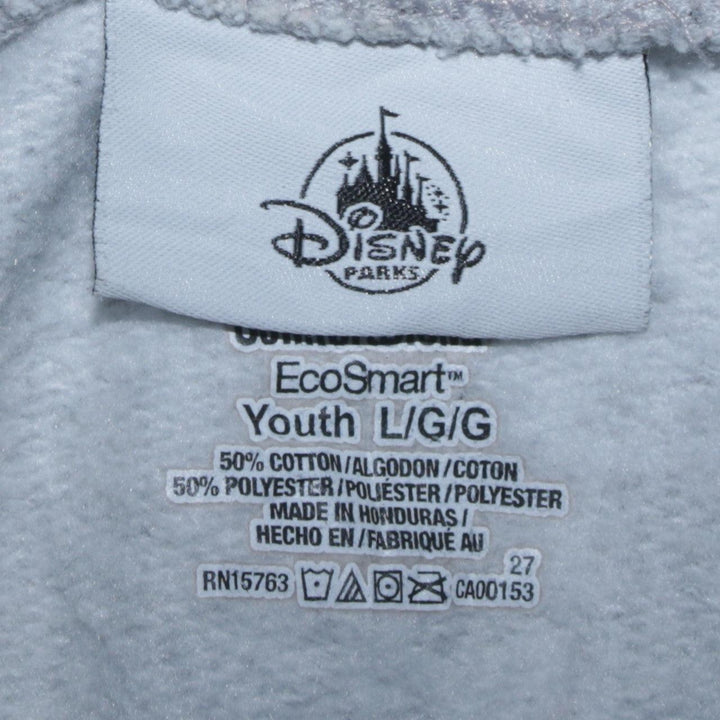 Disney
PARKS
EcoSmart™
Youth L/G/G
50% COTTON/ALGODON/COTON
50% POLYESTER/POLIÉSTER/POLYESTER
MADE IN HONDURAS/
HECHO EN/FABRIQUÉ AU
27
RN15763 CA00153